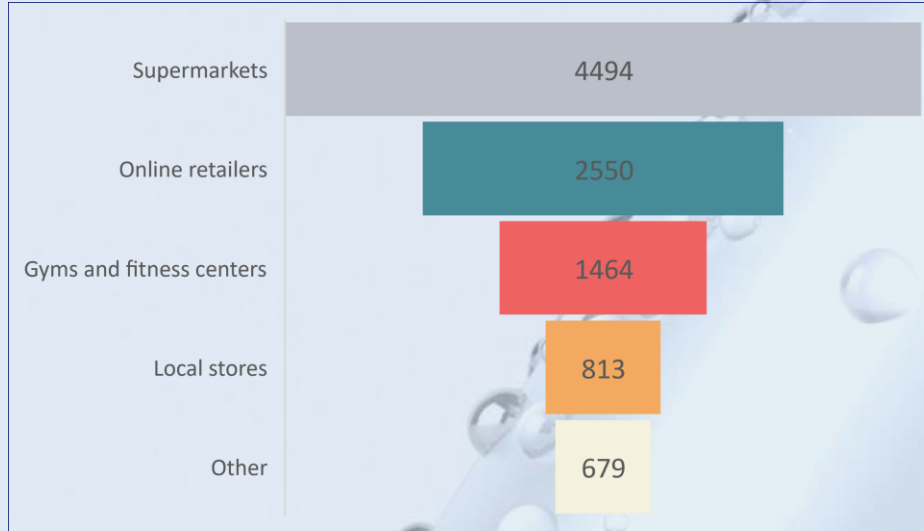 Supermarkets 4494
Online retailers 2550
Gyms and fitness centers 1464
Local stores 813
Other 679